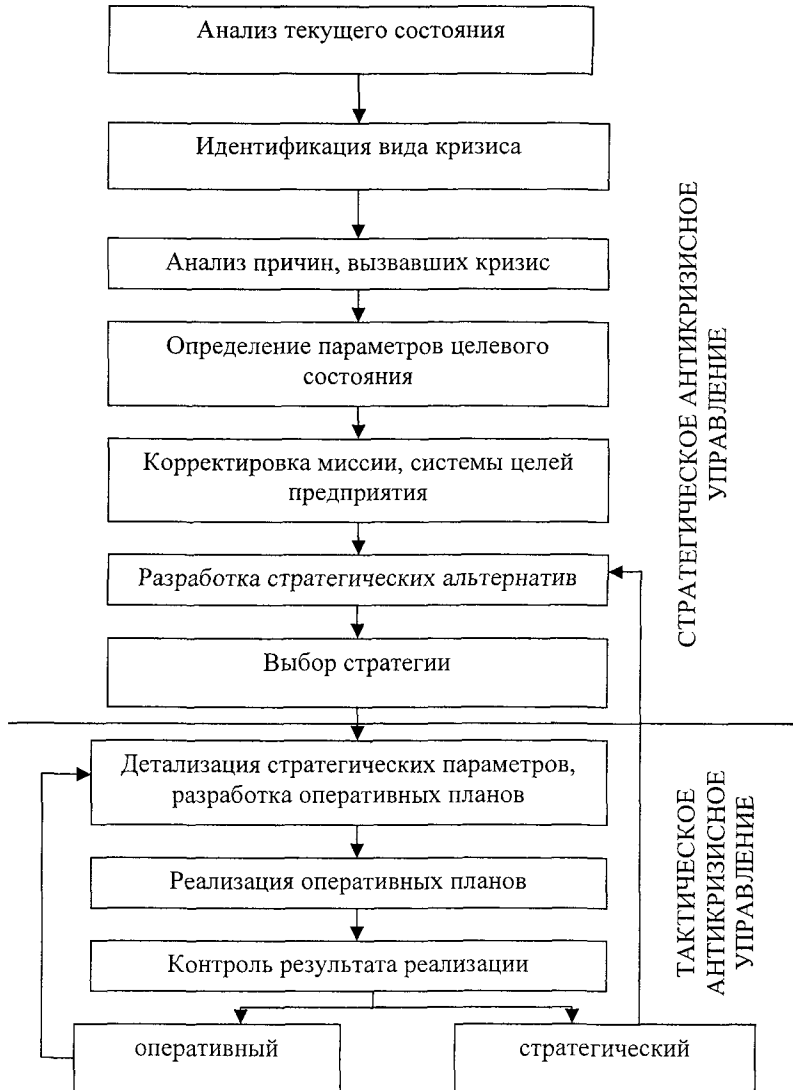 Анализ текущего состояния
Идентификация вида кризиса
Анализ причин, вызвавших кризис
Определение параметров целевого
состояния
Корректировка миссии, системы целей
предприятия
Разработка стратегических альтернатив
Выбор стратегии
СТРАТЕГИЧЕСКОЕ АНТИКРИЗИСНОЕ
УПРАВЛЕНИЕ
Детализация стратегических параметров,
разработка оперативных планов
Реализация оперативных планов
Контроль результата реализации
оперативный
стратегический
ТАКТИЧЕСКОЕ
АНТИКРИЗИСНОЕ
УПРАВЛЕНИЕ